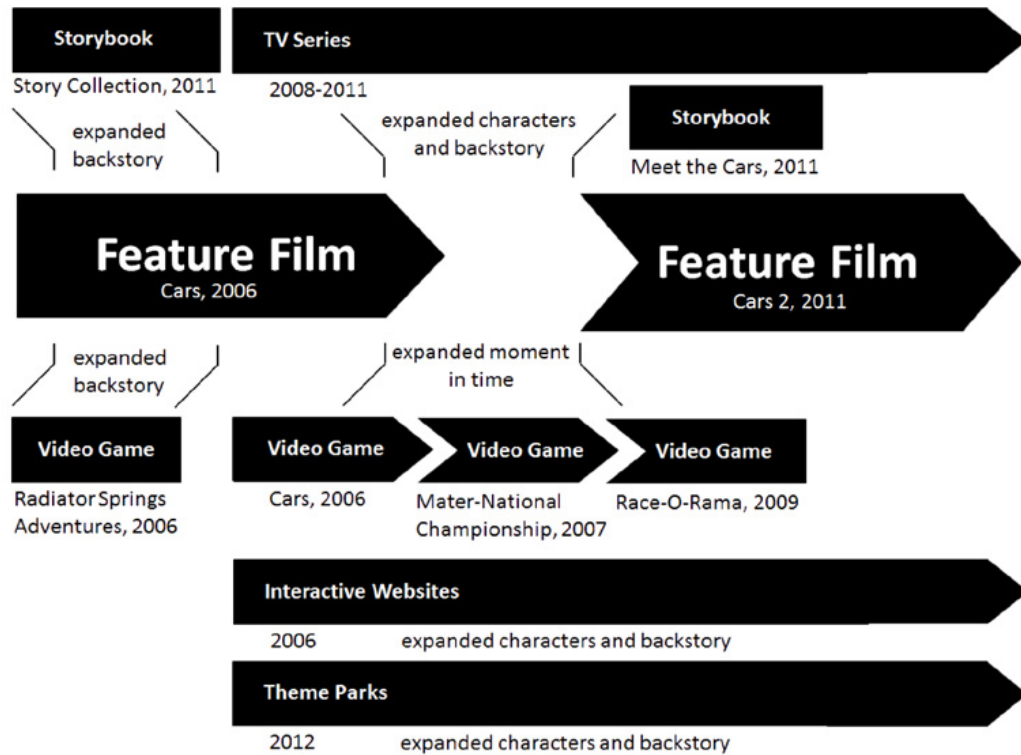 Storybook
Story Collection, 2011
TV Series
2008-2011
expanded
backstory
expanded characters
and backstory
Storybook
Meet the Cars, 2011
Feature Film
Cars, 2006
Feature Film
Cars 2, 2011
expanded
backstory
expanded moment
in time
Video Game
Radiator Springs
Adventures, 2006
Video Game
Cars, 2006
Video Game
Mater-National
Championship, 2007
Video Game
Race-O-Rama, 2009
Interactive Websites
2006 expanded characters and backstory
Theme Parks
2012 expanded characters and backstory